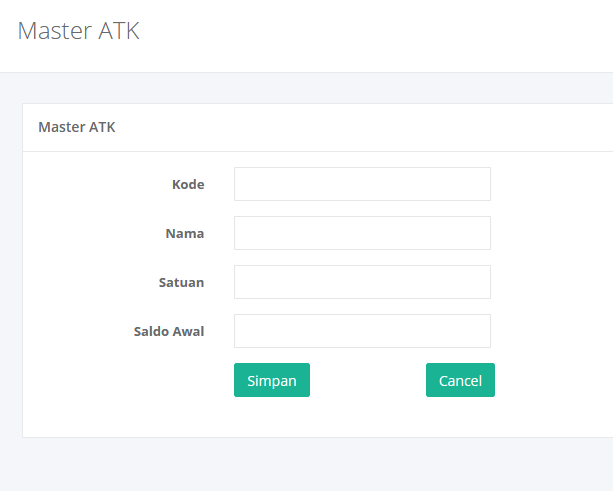 Master ATK
Master ATK
Kode
Nama
Satuan
Saldo Awal
Simpan Cancel